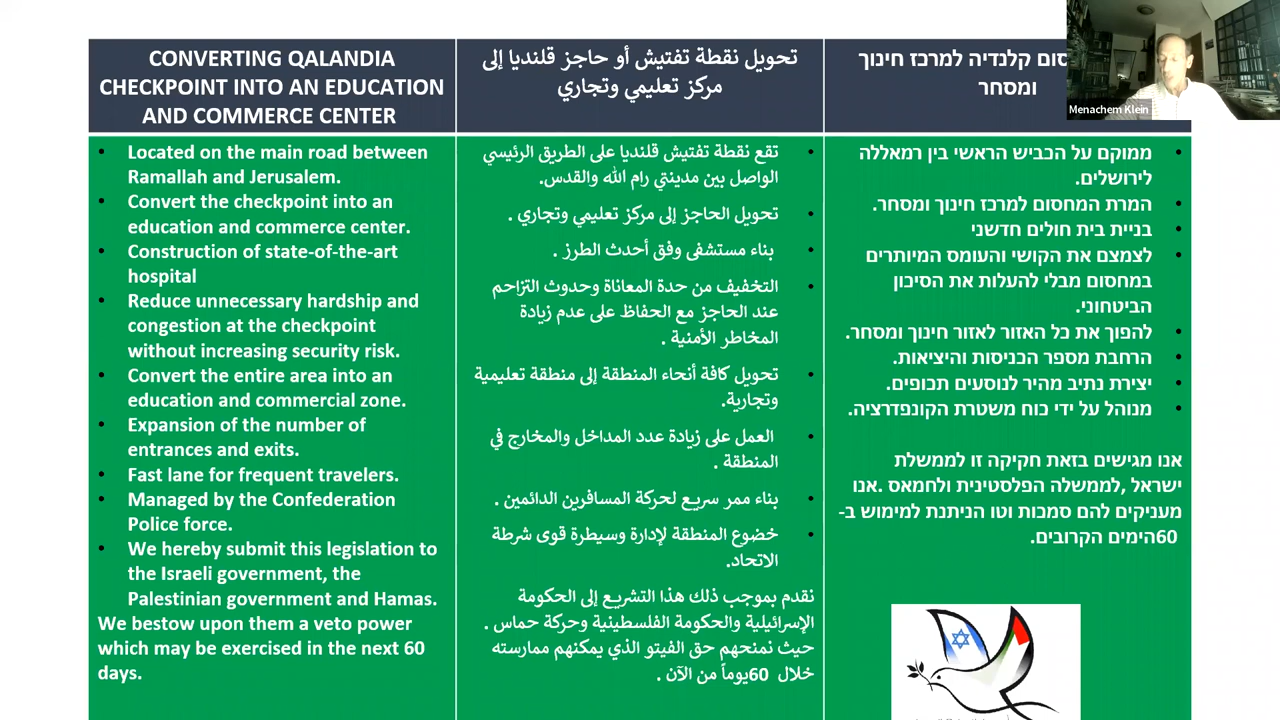 CONVERTING QALANDIA
CHECKPOINT INTO AN EDUCATION
AND COMMERCE CENTER
• Located on the main road between
Ramallah and Jerusalem.
• Convert the checkpoint into an
education and commerce center.
• Construction of state-of-the-art
hospital
• Reduce unnecessary hardship and
congestion at the checkpoint
without increasing security risk.
• Convert the entire area into an
education and commercial zone.
• Expansion of the number of
entrances and exits.
• Fast lane for frequent travelers.
• Managed by the Confederation
Police force.
• We hereby submit this legislation to
the Israeli government, the
Palestinian government and Hamas.
We bestow upon them a veto power
which may be exercised in the next 60
days.
تحويل نقطة تفتيش أو حاجز قلنديا إلى
مركز تعليمي وتجاري
• تقع نقطة تفتيش قلنديا على الطريق الرئيسي
الواصل بين مدينتي رام الله والقدس.
• تحويل الحاجز إلى مركز تعليمي وتجاري .
• بناء مستشفى وفق أحدث الطرز .
• التخفيف من حدة المعاناة وحدوث التزاحم
عند الحاجز مع الحفاظ على عدم زيادة
المخاطر الأمنية .
• تحويل كافة أنحاء المنطقة إلى منطقة تعليمية
وتجارية.
• العمل على زيادة عدد المداخل والمخارج في
المنطقة .
• بناء ممر سريع لحركة المسافرين الدائمين .
• خضوع المنطقة لإدارة وسيطرة قوى شرطة
الاتحاد.
نقدم بموجب ذلك هذا التشريع إلى الحكومة
الإسرائيلية والحكومة الفلسطينية وحركة حماس .
حيث نمنحهم حق الفيتو الذي يمكنهم ممارسته
خلال 60يوماً من الآن .
קלנדיה למרכז חינוך
ומסחר
• ממוקם על הכביש הראשי בין רמאללה
לירושלים.
• המרת המחסום למרכז חינוך ומסחר.
• בניית בית חולים חדשני
• לצמצם את הקושי והעומס המיותרים
במחסום מבלי להעלות את הסיכון
הביטחוני.
• להפוך את כל האזור לאזור חינוך ומסחר.
• הרחבת מספר הכניסות והיציאות.
• יצירת נתיב מהיר לנוסעים תכופים.
• מנוהל על ידי כוח משטרת הקונפדרציה.
אנו מגישים בזאת חקיקה זו לממשלת
ישראל ,לממשלה הפלסטינית ולחמאס .אנו
מעניקים להם סמכות וטו הניתנת למימוש ב-
60הימים הקרובים.
Menachem Klein